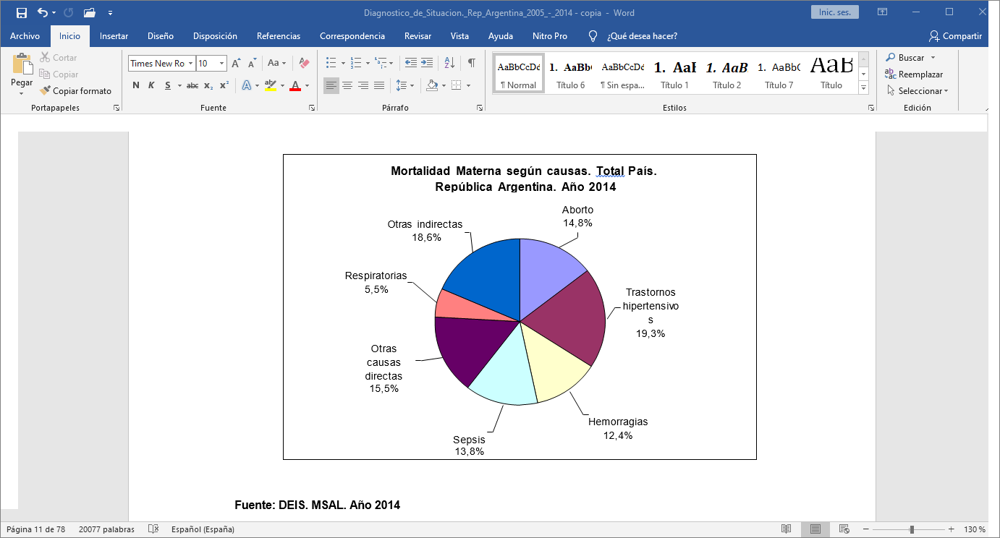 Diagnostico_de_Situacion._Rep_Argentina_2005_-_2014 - copia - Word
Inic. ses.
Archivo Inicio Insertar Diseño Disposición Referencias Correspondencia Revisar Vista Ayuda Nitro Pro ¿Qué desea hacer? Compartir
Pegar
Cortar
Copiar
Copiar formato
Portapapeles
Times New Ro 10 A A Aa
N K S abc x₂ x² A aby A
Fuente
Párrafo
AaBbCcDd 1. AaBb( AaBbCcDd 1. AaB 1. AaB. 1. AaBbC AaB
¶ Normal Título 6 ¶ Sin espa... Título 1 Título 2 Título 7 Título
Estilos
Buscar
Reemplazar
Seleccionar
Edición
Mortalidad Materna según causas. Total País.
República Argentina. Año 2014
Aborto
14,8%
Otras indirectas
18,6%
Respiratorias
5,5%
Trastornos
hipertensivo
s
19,3%
Otras
causas
directas
15,5%
Hemorragias
12,4%
Sepsis
13,8%
Fuente: DEIS. MSAL. Año 2014
Página 11 de 78 20077 palabras Español (España) 130 %